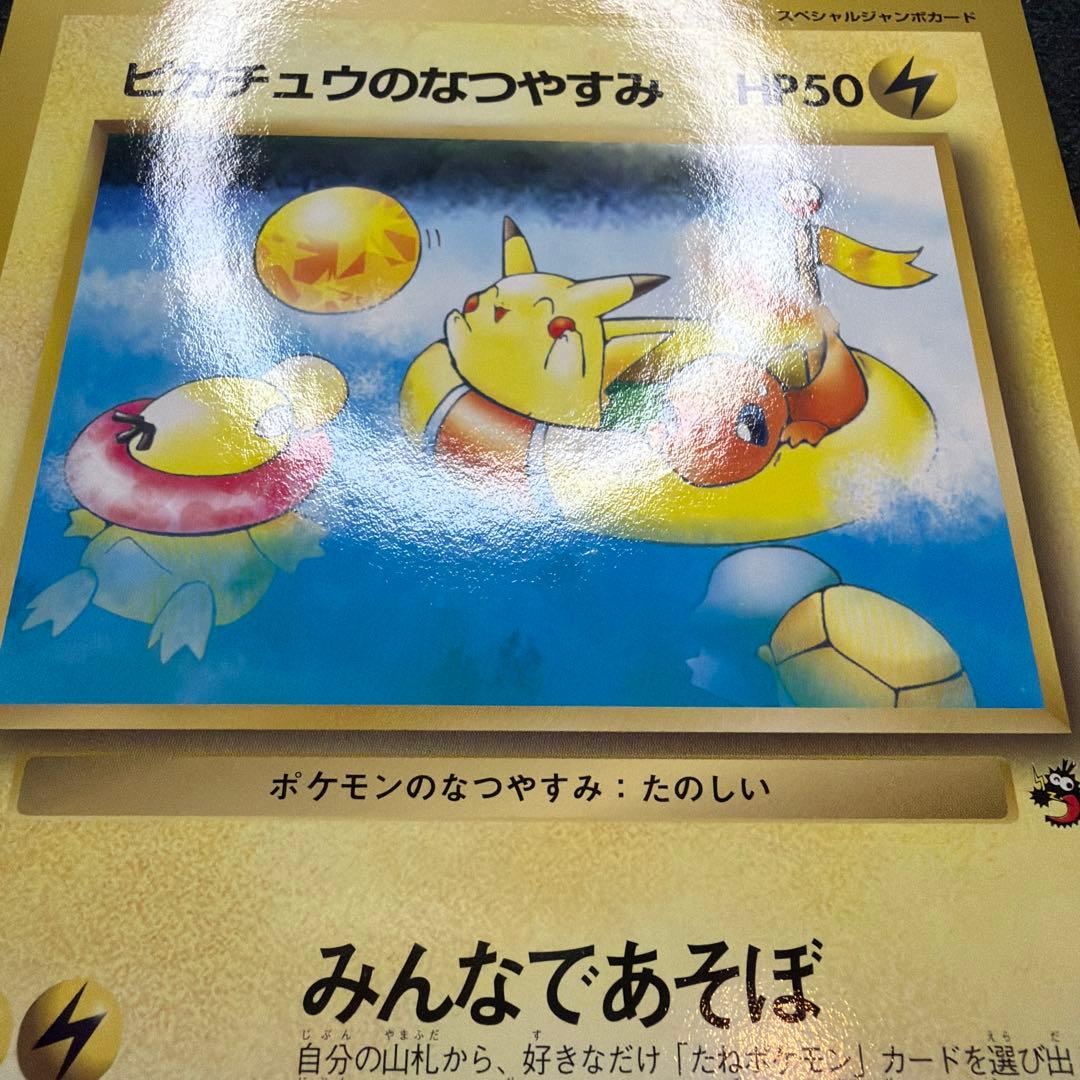 スペシャルジャンボカード
ピカチュウのなつやすみ HP50
ポケモンのなつやすみ：たのしい
みんなであそぼ
じぶん やまふだ す えら だ
自分の山札から、好きなだけ「たねポケモン」カードを選び出